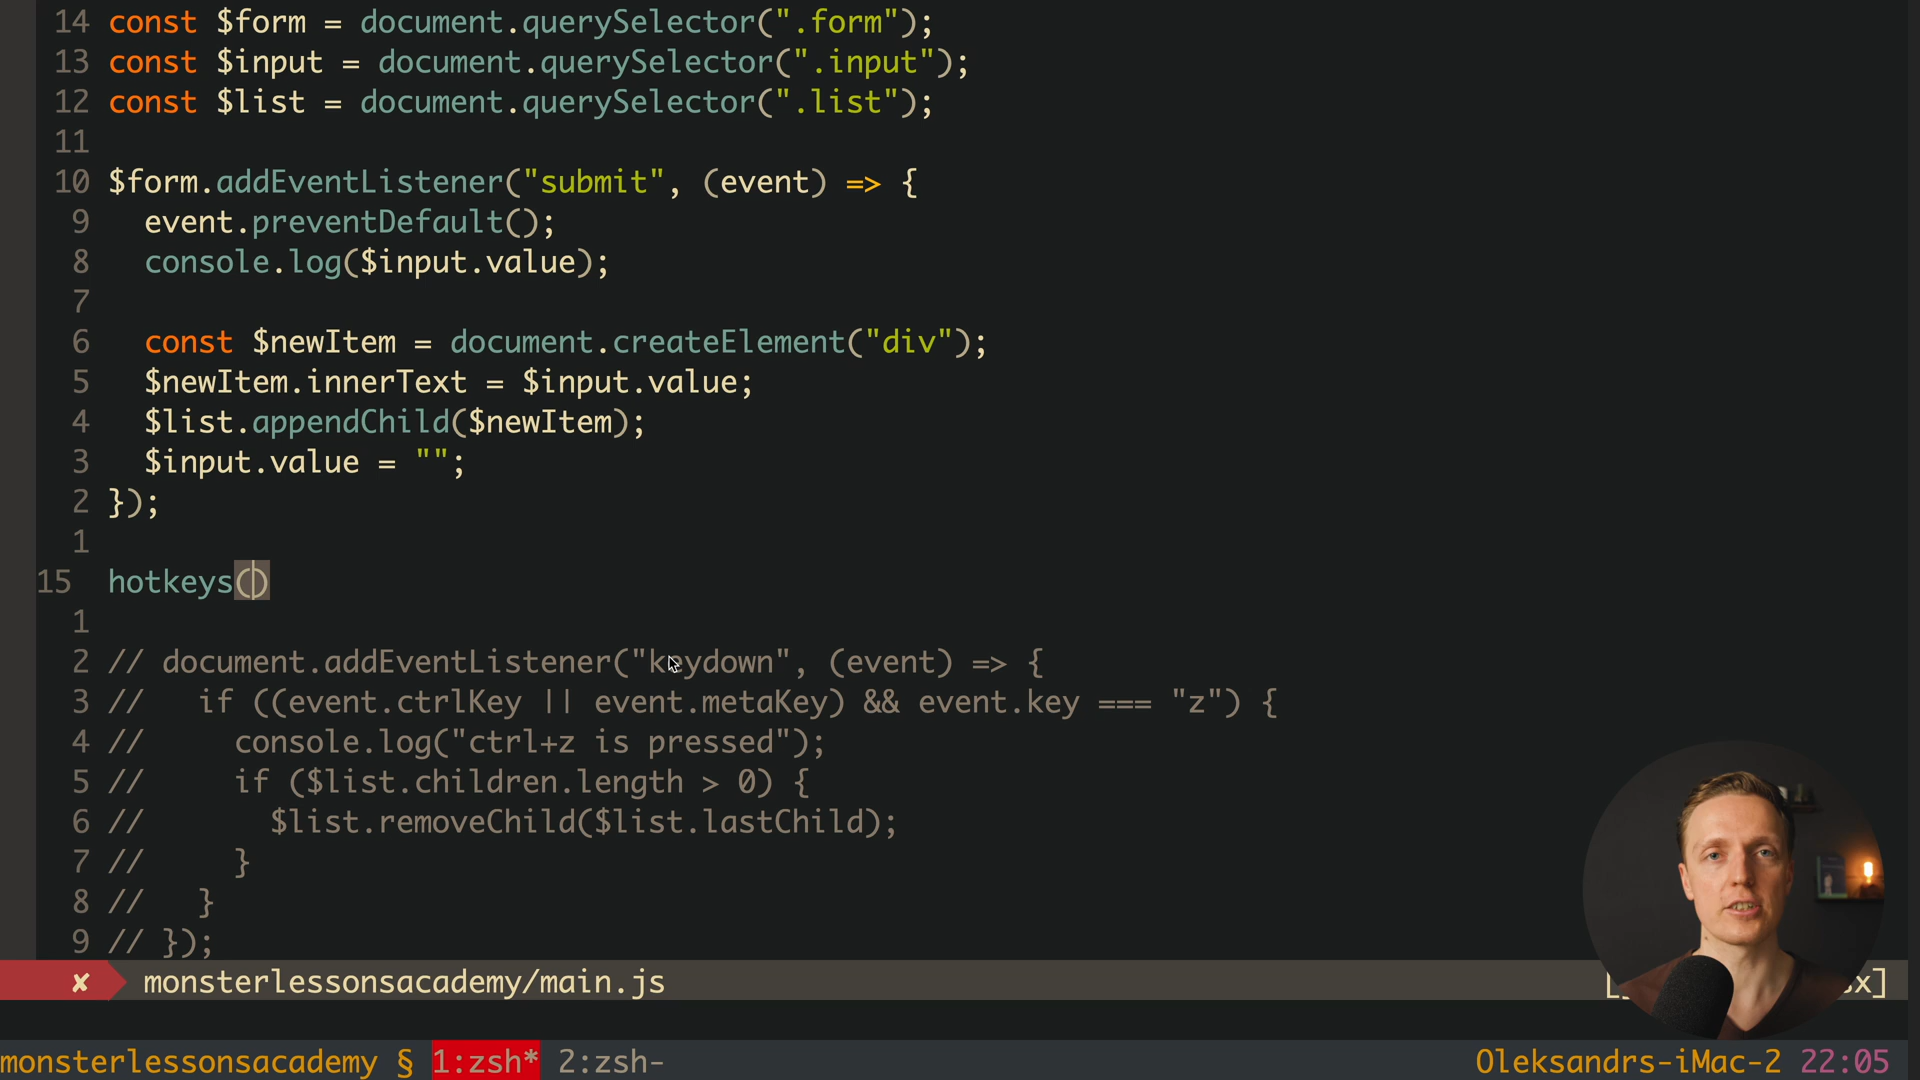 14 const $form = document.querySelector(".form");
13 const $input = document.querySelector(".input");
12 const $list = document.querySelector(".list");
11
10 $form.addEventListener("submit", (event) => {
9 event.preventDefault();
8 console.log($input.value);
7
6 const $newItem = document.createElement("div");
5 $newItem.innerText = $input.value;
4 $list.appendChild($newItem);
3 $input.value = "";
2 });
1
15 hotkeys()
1
2 // document.addEventListener("keydown", (event) => {
3 // if ((event.ctrlKey || event.metaKey) && event.key === "z") {
4 // console.log("ctrl+z is pressed");
5 // if ($list.children.length > 0) {
6 // $list.removeChild($list.lastChild);
7 // }
8 // }
9 // });
✘ monsterlessonsacademy/main.js
monsterlessonsacademy § 1:zsh* 2:zsh- Oleksandrs-iMac-2 22:05